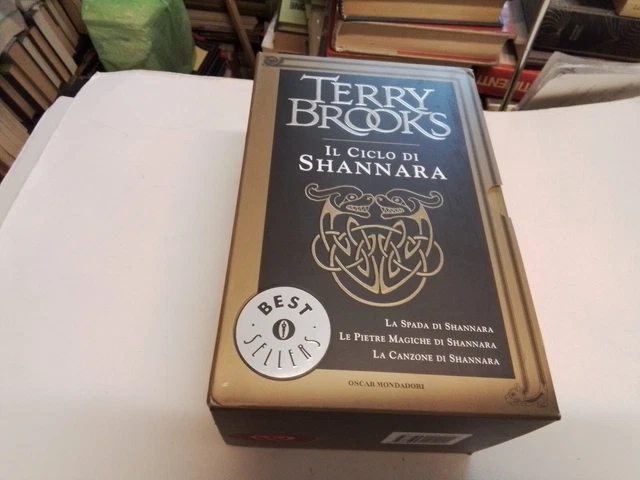 TERRY
BROOKS
IL CICLO DI
SHANNARA
BEST
SELLERS
LA SPADA DI SHANNARA
LE PIETRE MAGICHE DI SHANNARA
LA CANZONE DI SHANNARA
OSCAR MONDADORI